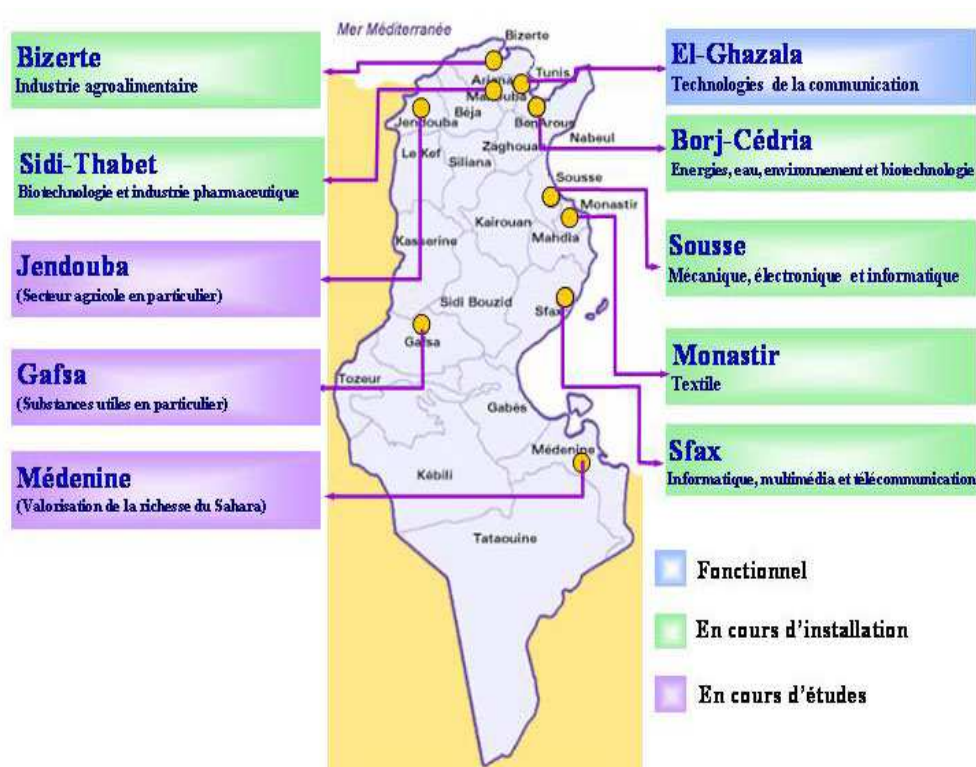 Mer Méditerranée
Bizerte
Industrie agroalimentaire
Sidi-Thabet
Biotechnologie et industrie pharmaceutique
Jendouba
(Secteur agricole en particulier)
Gafsa
(Substances utiles en particulier)
Médenine
(Valorisation de la richesse du Sahara)
Bizerte
Tunis
Ariana
Manouba
Béja
Jendouba
BenArous
Nabeul
Zaghouan
Le Kef
Siliana
Sousse
Monastir
Kairouan
Mahdia
Kasserine
Sidi Bouzid
Sfax
Gafsa
Tozeur
Gabés
Médenine
Kébili
Tataouine
El-Ghazala
Technologies de la communication
Borj-Cédria
Energies, eau, environnement et biotechnologie
Sousse
Mécanique, électronique et informatique
Monastir
Textile
Sfax
Informatique, multimédia et télécommunication
Fonctionnel
En cours d'installation
En cours d'études